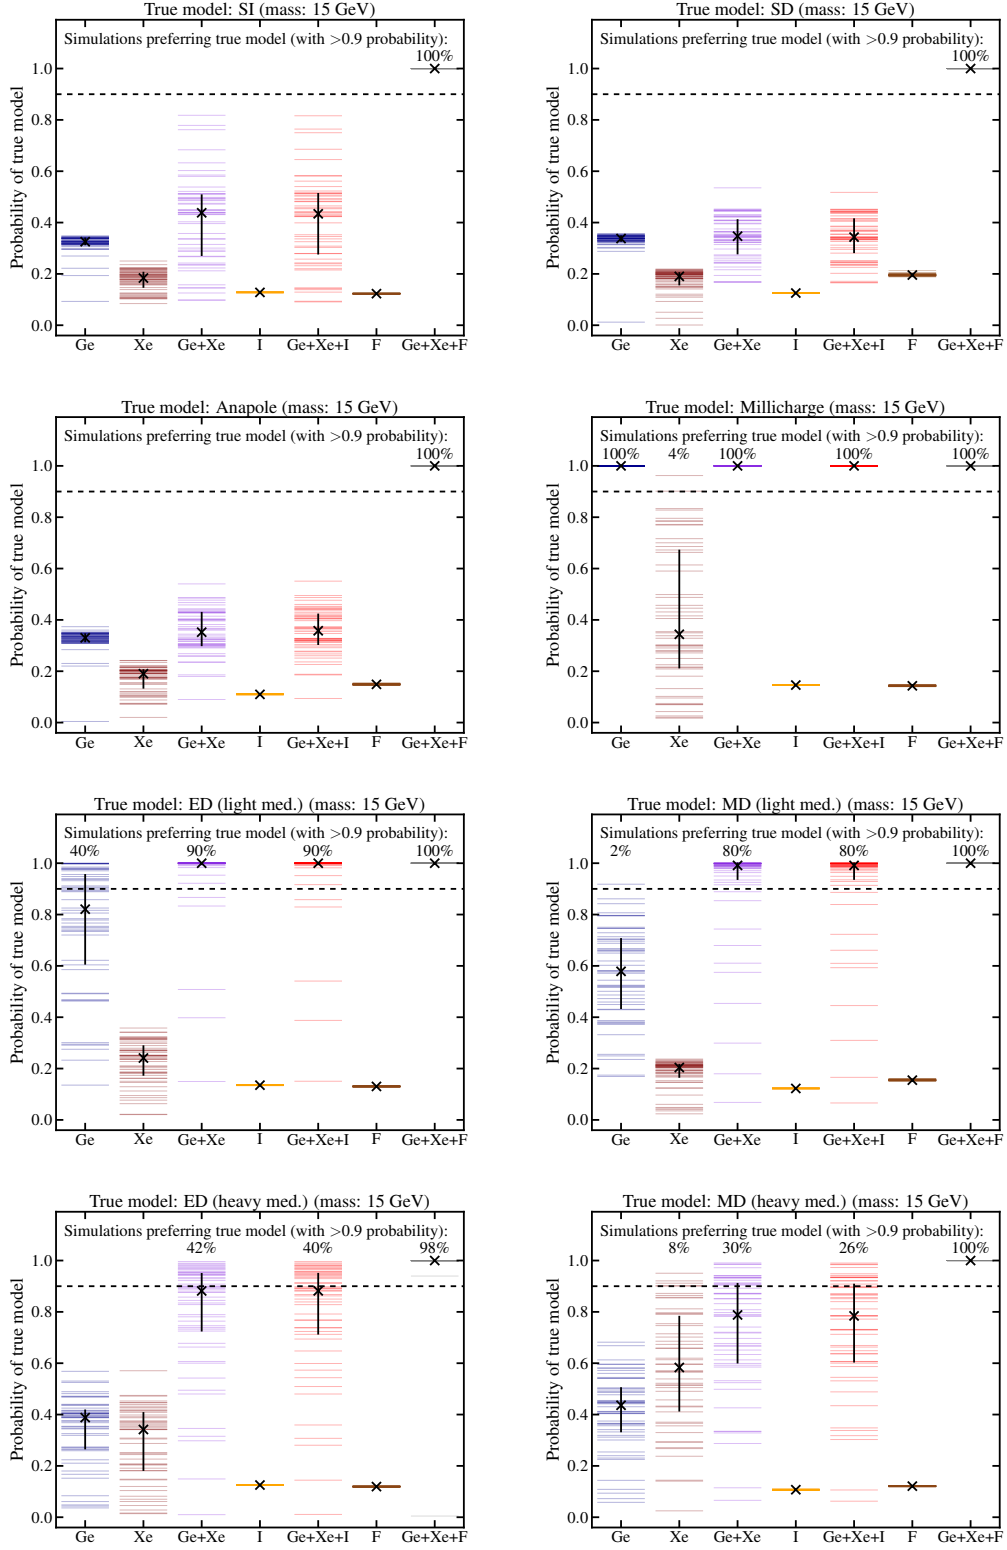 True model: SI (mass: 15 GeV)
Simulations preferring true model (with >0.9 probability):
100%
Probability of true model
1.0
0.8
0.6
0.4
0.2
0.0
Ge Xe Ge+Xe I Ge+Xe+I F Ge+Xe+F
True model: SD (mass: 15 GeV)
Simulations preferring true model (with >0.9 probability):
100%
Probability of true model
1.0
0.8
0.6
0.4
0.2
0.0
Ge Xe Ge+Xe I Ge+Xe+I F Ge+Xe+F
True model: Anapole (mass: 15 GeV)
Simulations preferring true model (with >0.9 probability):
100%
Probability of true model
1.0
0.8
0.6
0.4
0.2
0.0
Ge Xe Ge+Xe I Ge+Xe+I F Ge+Xe+F
True model: Millicharge (mass: 15 GeV)
Simulations preferring true model (with >0.9 probability):
100% 4% 100% 100% 100%
Probability of true model
1.0
0.8
0.6
0.4
0.2
0.0
Ge Xe Ge+Xe I Ge+Xe+I F Ge+Xe+F
True model: ED (light med.) (mass: 15 GeV)
Simulations preferring true model (with >0.9 probability):
40% 90% 90% 100%
Probability of true model
1.0
0.8
0.6
0.4
0.2
0.0
Ge Xe Ge+Xe I Ge+Xe+I F Ge+Xe+F
True model: MD (light med.) (mass: 15 GeV)
Simulations preferring true model (with >0.9 probability):
2% 80% 80% 100%
Probability of true model
1.0
0.8
0.6
0.4
0.2
0.0
Ge Xe Ge+Xe I Ge+Xe+I F Ge+Xe+F
True model: ED (heavy med.) (mass: 15 GeV)
Simulations preferring true model (with >0.9 probability):
42% 40% 98%
Probability of true model
1.0
0.8
0.6
0.4
0.2
0.0
Ge Xe Ge+Xe I Ge+Xe+I F Ge+Xe+F
True model: MD (heavy med.) (mass: 15 GeV)
Simulations preferring true model (with >0.9 probability):
8% 30% 26% 100%
Probability of true model
1.0
0.8
0.6
0.4
0.2
0.0
Ge Xe Ge+Xe I Ge+Xe+I F Ge+Xe+F